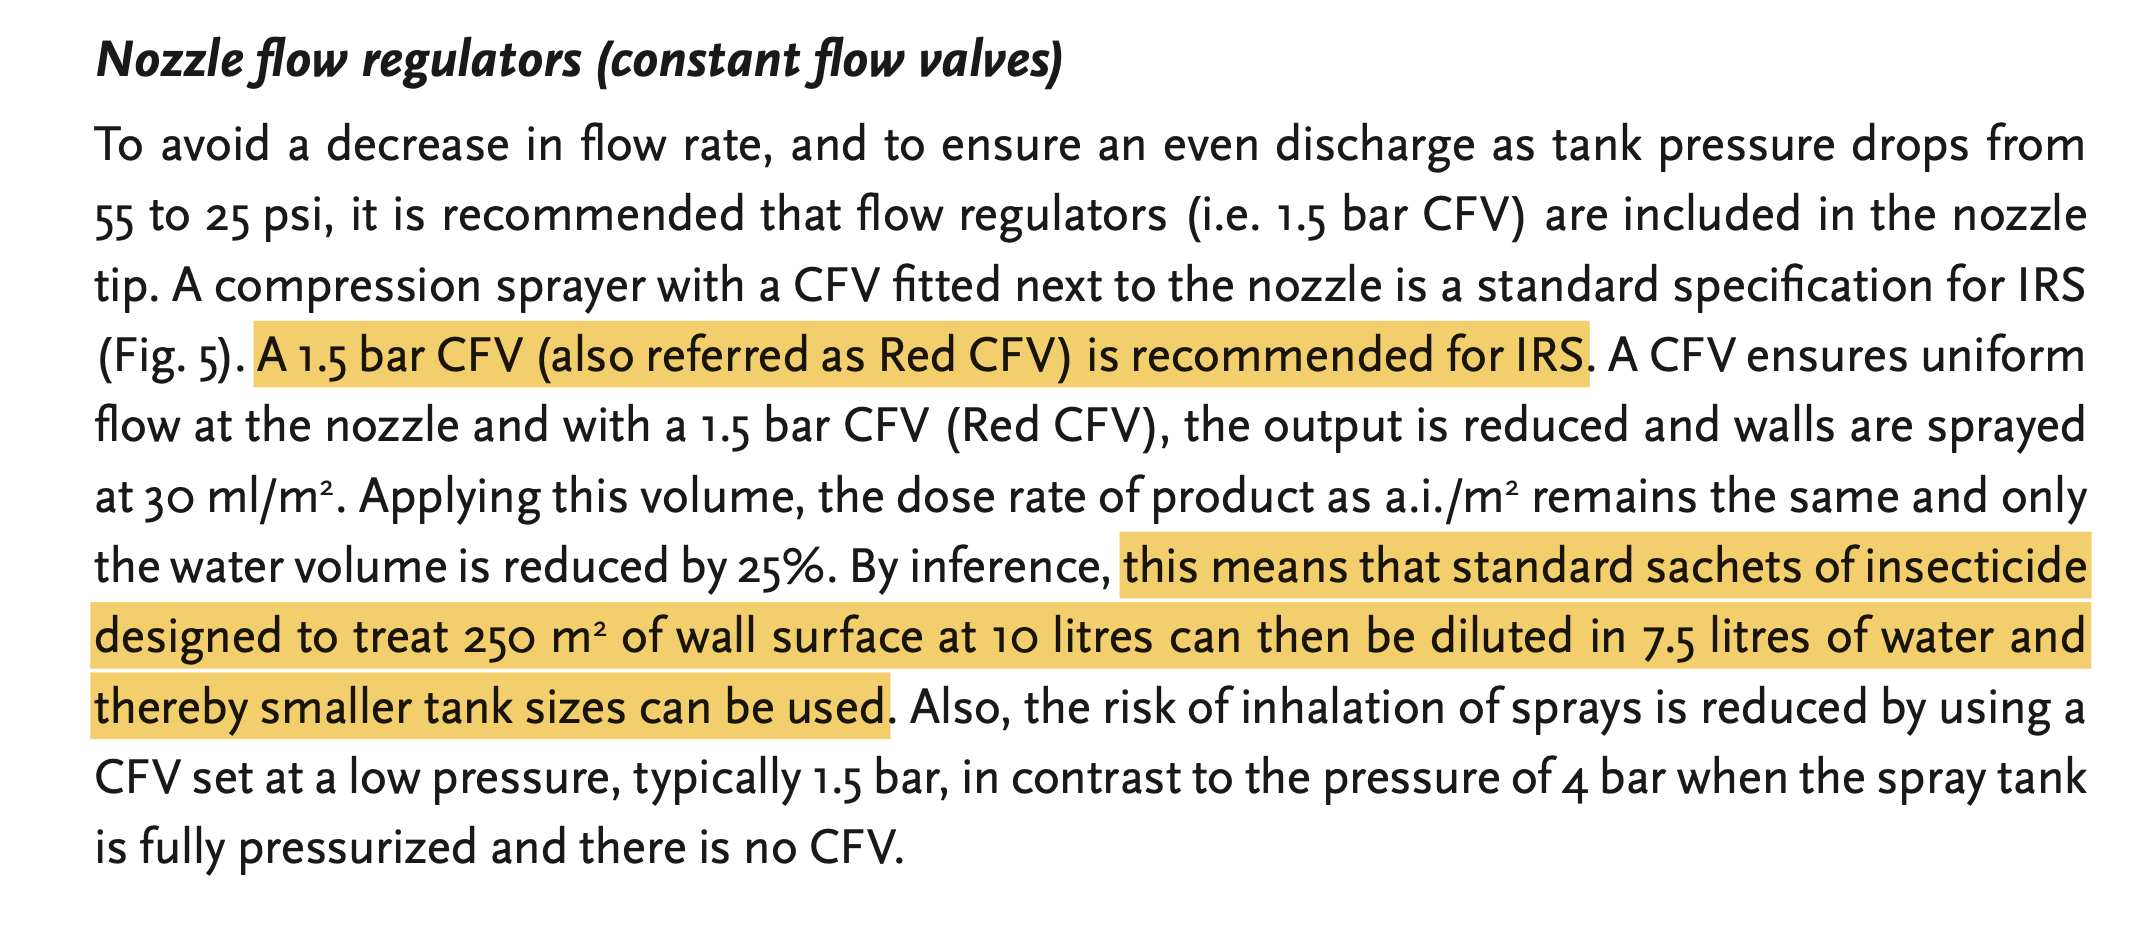 Nozzle flow regulators (constant flow valves)
To avoid a decrease in flow rate, and to ensure an even discharge as tank pressure drops from
55 to 25 psi, it is recommended that flow regulators (i.e. 1.5 bar CFV) are included in the nozzle
tip. A compression sprayer with a CFV fitted next to the nozzle is a standard specification for IRS
(Fig. 5). A 1.5 bar CFV (also referred as Red CFV) is recommended for IRS. A CFV ensures uniform
flow at the nozzle and with a 1.5 bar CFV (Red CFV), the output is reduced and walls are sprayed
at 30 ml/m². Applying this volume, the dose rate of product as a.i./m² remains the same and only
the water volume is reduced by 25%. By inference, this means that standard sachets of insecticide
designed to treat 250 m² of wall surface at 10 litres can then be diluted in 7.5 litres of water and
thereby smaller tank sizes can be used. Also, the risk of inhalation of sprays is reduced by using a
CFV set at a low pressure, typically 1.5 bar, in contrast to the pressure of 4 bar when the spray tank
is fully pressurized and there is no CFV.